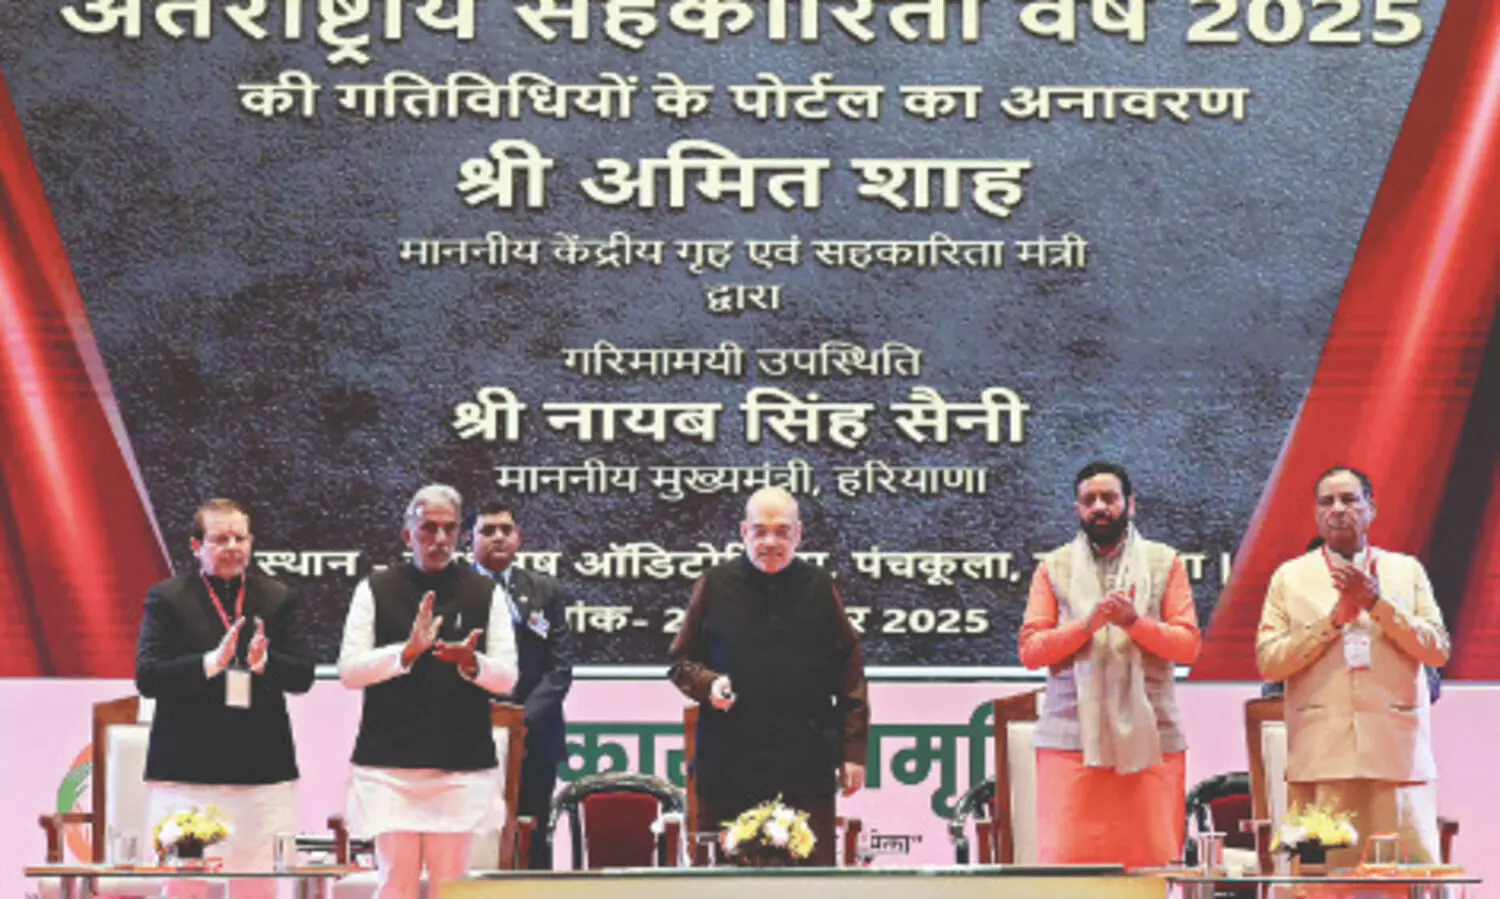 अंतर्राष्ट्रीय सहकारिता वर्ष 2025
की गतिविधियों के पोर्टल का अनावरण
श्री अमित शाह
माननीय केंद्रीय गृह एवं सहकारिता मंत्री
द्वारा
गरिमामयी उपस्थिति
श्री नायब सिंह सैनी
माननीय मुख्यमंत्री, हरियाणा
स्थान - ऑडिटोरियम, पंचकूला,
2025